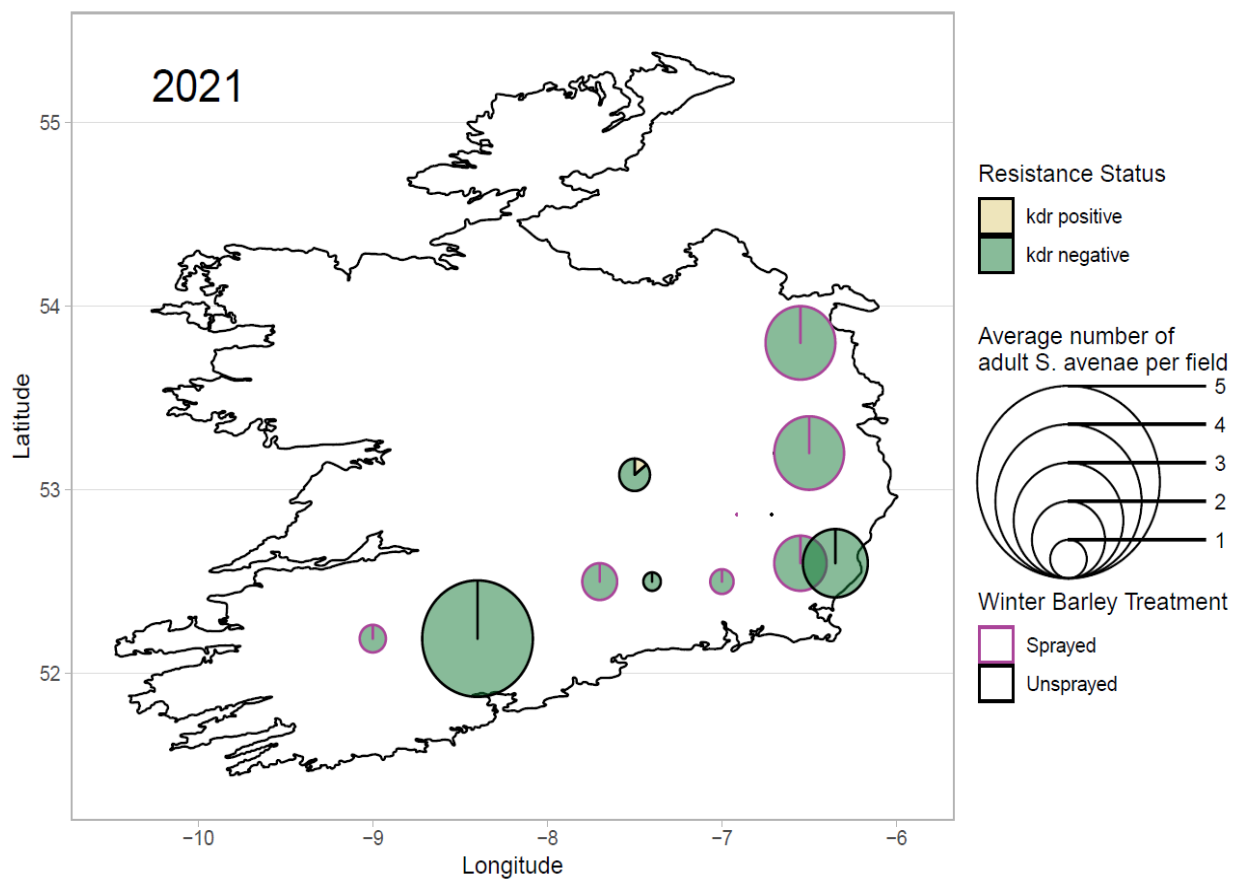 2021
55
54
53
52
Latitude
−10
−9
−8
−7
−6
Longitude
Resistance Status
kdr positive
kdr negative
Average number of
adult S. avenae per field
5
4
3
2
1
Winter Barley Treatment
Sprayed
Unsprayed